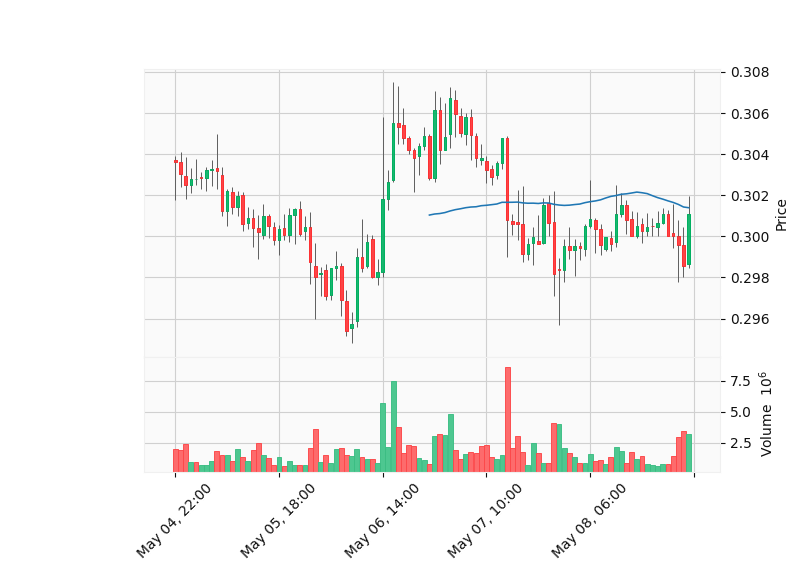 0.308
0.306
0.304
0.302
0.300
0.298
0.296
Price
7.5
5.0
2.5
Volume 10^6
May 04, 22:00
May 05, 18:00
May 06, 14:00
May 07, 10:00
May 08, 06:00